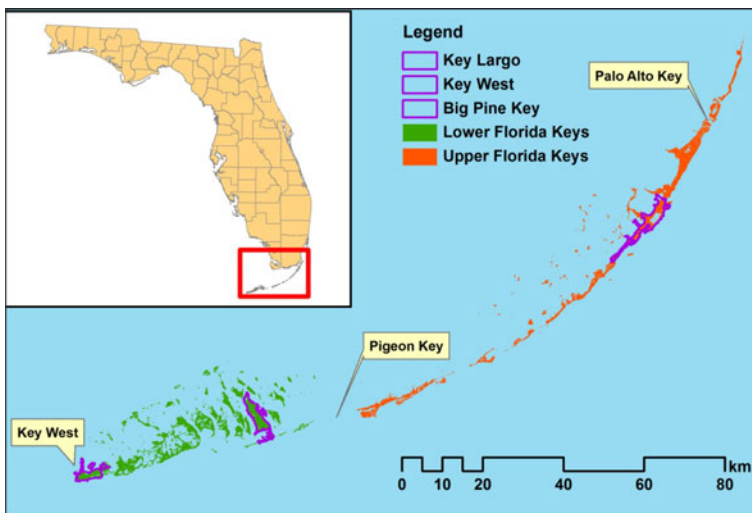 Legend
Key Largo
Key West
Big Pine Key
Lower Florida Keys
Upper Florida Keys
Palo Alto Key
Pigeon Key
Key West
km
0 10 20 40 60 80